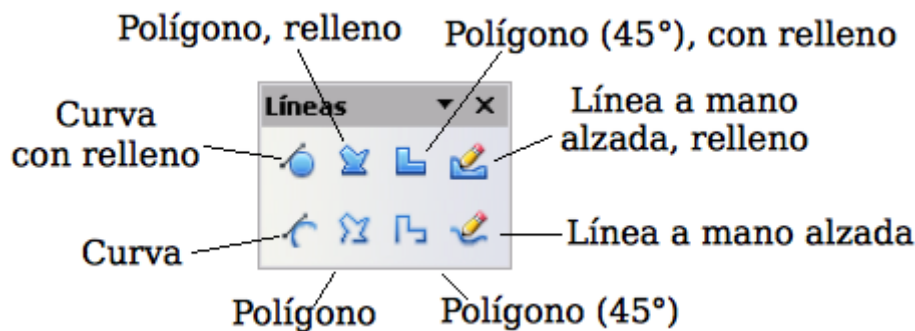 Polígono, relleno
Polígono (45°), con relleno
Líneas
Curva
con relleno
Línea a mano
alzada, relleno
Curva
Línea a mano alzada
Polígono
Polígono (45°)